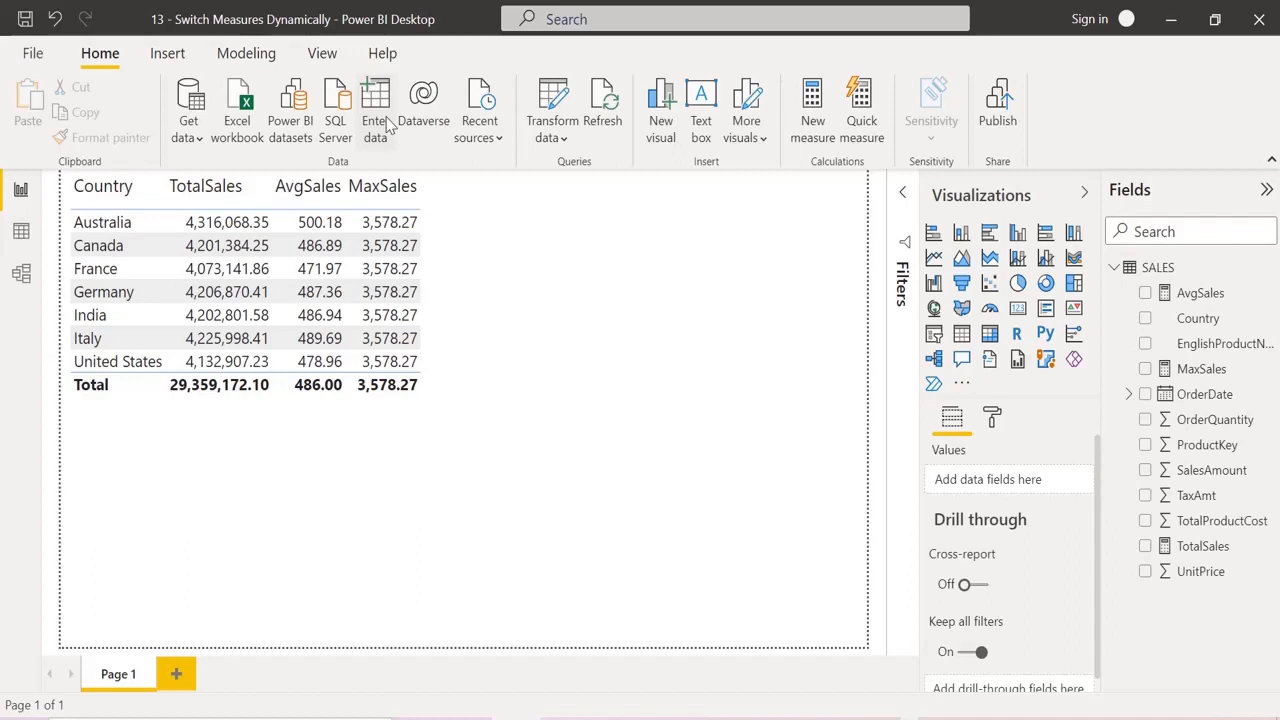 13 - Switch Measures Dynamically - Power BI Desktop
Search
Sign in
File
Home
Insert
Modeling
View
Help
Paste
Cut
Copy
Format painter
Clipboard
Get data
Excel workbook
Power BI datasets
SQL Server
Enter data
Dataverse
Recent sources
Data
Transform data
Refresh
Queries
New visual
A
Text box
More visuals
Insert
New measure
Quick measure
Calculations
Sensitivity
Sensitivity
Publish
Share
Country TotalSales AvgSales MaxSales
Australia 4,316,068.35 500.18 3,578.27
Canada 4,201,384.25 486.89 3,578.27
France 4,073,141.86 471.97 3,578.27
Germany 4,206,870.41 487.36 3,578.27
India 4,202,801.58 486.94 3,578.27
Italy 4,225,998.41 489.69 3,578.27
United States 4,132,907.23 478.96 3,578.27
Total 29,359,172.10 486.00 3,578.27
Filters
Visualizations
123
R
Py
Values
Add data fields here
Drill through
Cross-report
Off
Keep all filters
On
Add drill-through fields here
Fields
Search
SALES
AvgSales
Country
EnglishProductN...
MaxSales
OrderDate
OrderQuantity
ProductKey
SalesAmount
TaxAmt
TotalProductCost
TotalSales
UnitPrice
Page 1
Page 1 of 1